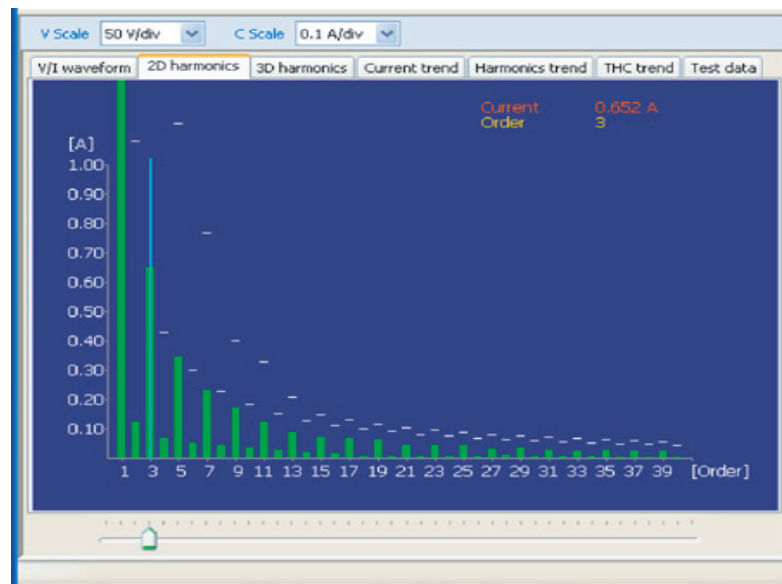 V Scale 50 V/div C Scale 0.1 A/div
V/I waveform 2D harmonics 3D harmonics Current trend Harmonics trend THC trend Test data
Current 0.652 A
Order 3
[A]
1.00
0.90
0.80
0.70
0.60
0.50
0.40
0.30
0.20
0.10
1 3 5 7 9 11 13 15 17 19 21 23 25 27 29 31 33 35 37 39 [Order]